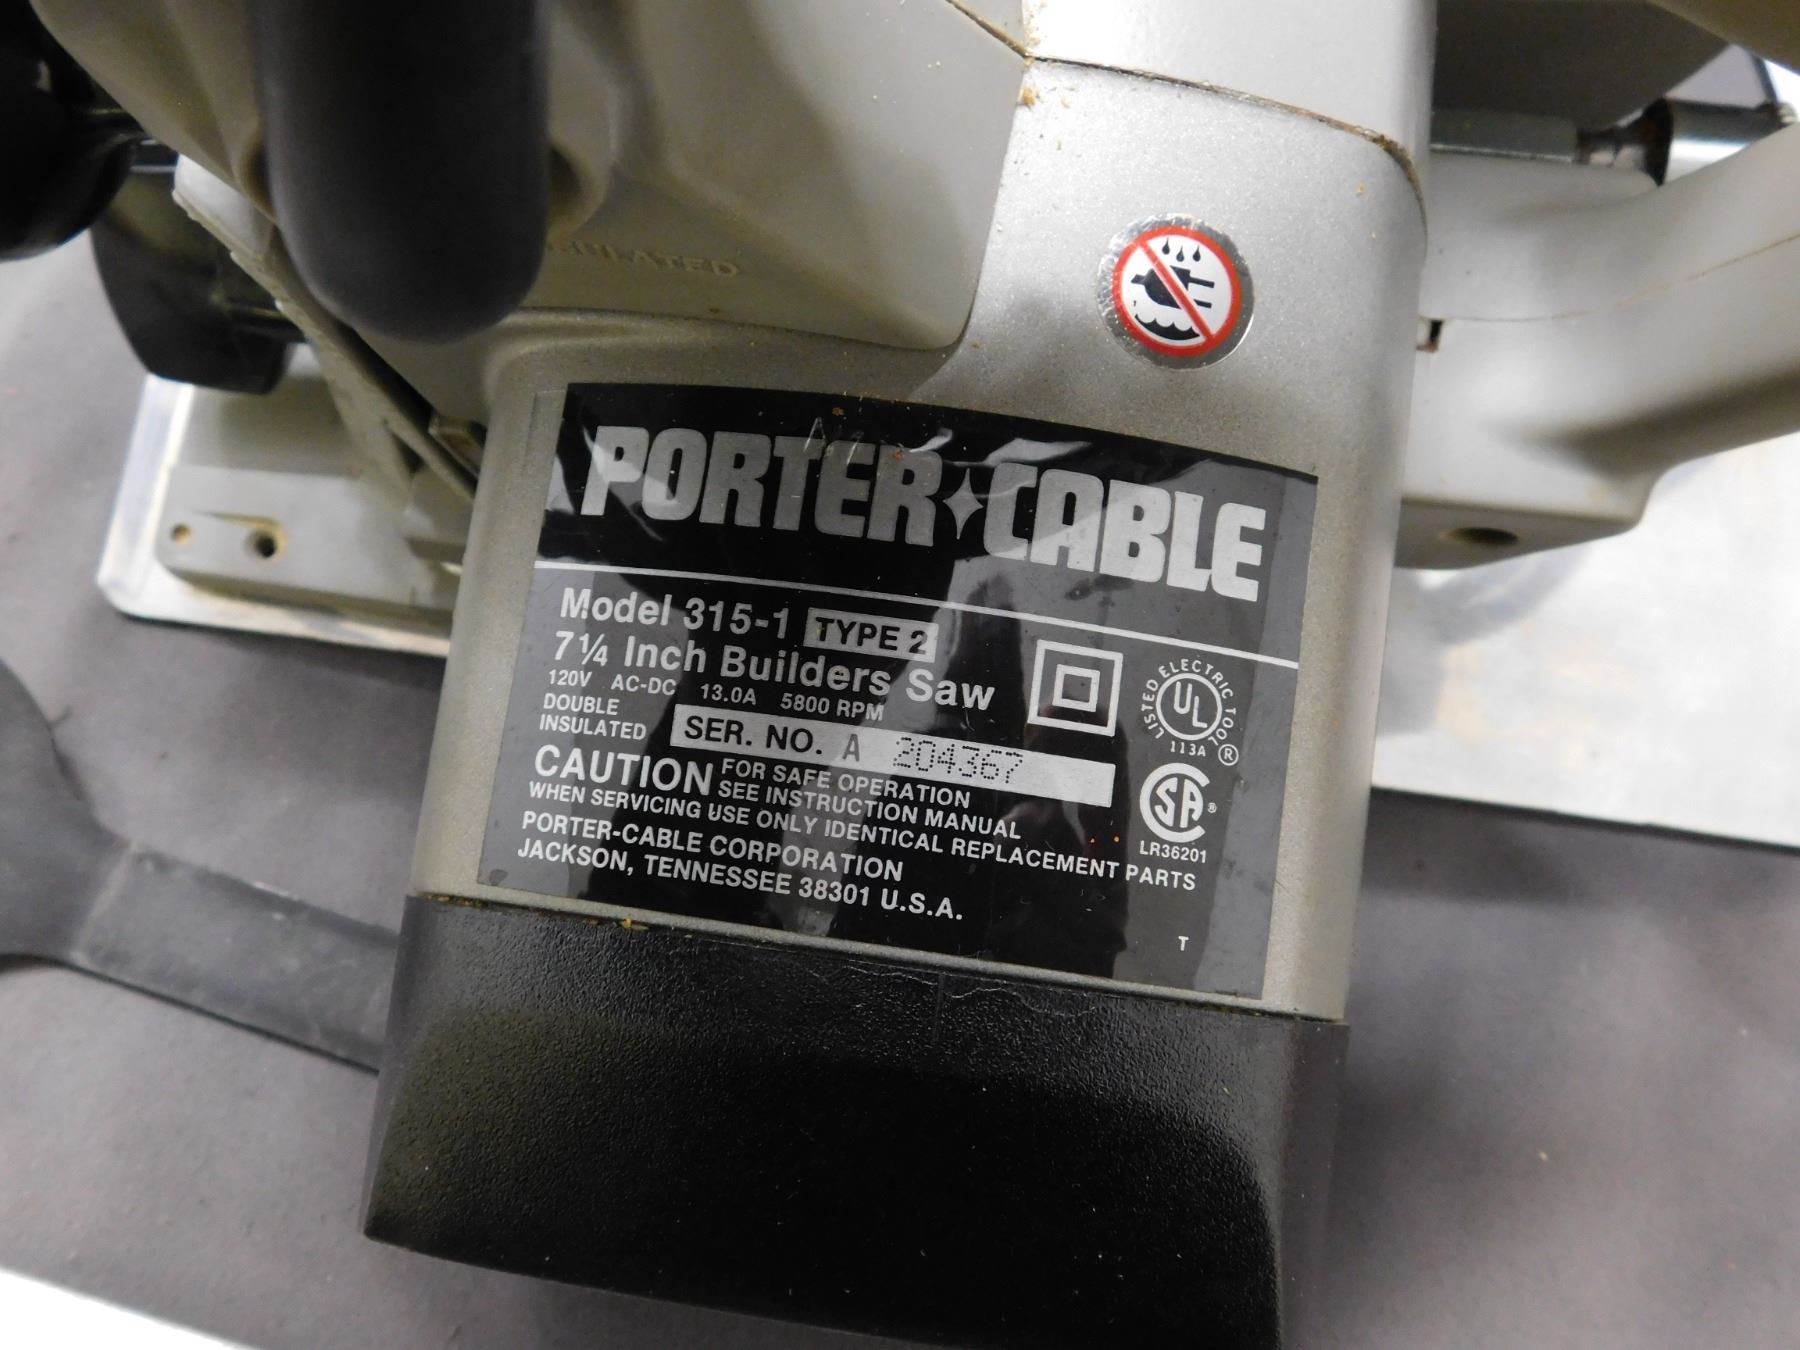 INSULATED
PORTER✦CABLE
Model 315-1 TYPE 2
7¼ Inch Builders Saw
120V AC-DC 13.0A 5800 RPM
DOUBLE
INSULATED
SER. NO. A 204367
CAUTION FOR SAFE OPERATION
SEE INSTRUCTION MANUAL
WHEN SERVICING USE ONLY IDENTICAL REPLACEMENT PARTS
PORTER-CABLE CORPORATION
JACKSON, TENNESSEE 38301 U.S.A.
LISTED ELECTRIC TOOL
UL
®
113A
SA®
LR36201
T